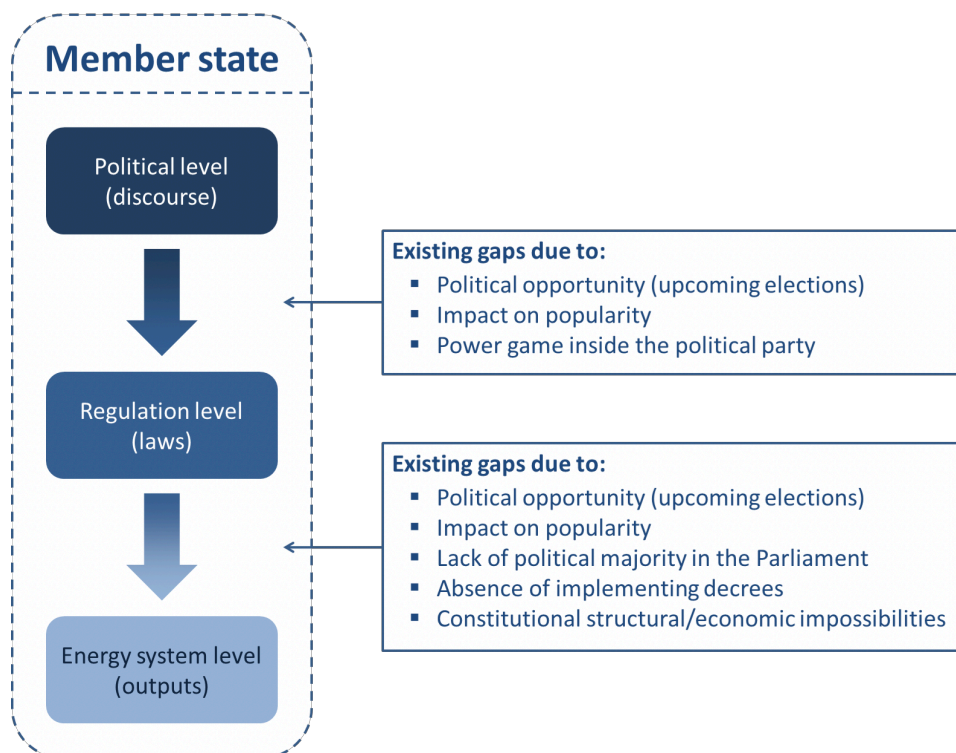 Member state
Political level
(discourse)
Existing gaps due to:
▪ Political opportunity (upcoming elections)
▪ Impact on popularity
▪ Power game inside the political party
Regulation level
(laws)
Existing gaps due to:
▪ Political opportunity (upcoming elections)
▪ Impact on popularity
▪ Lack of political majority in the Parliament
▪ Absence of implementing decrees
▪ Constitutional structural/economic impossibilities
Energy system level
(outputs)